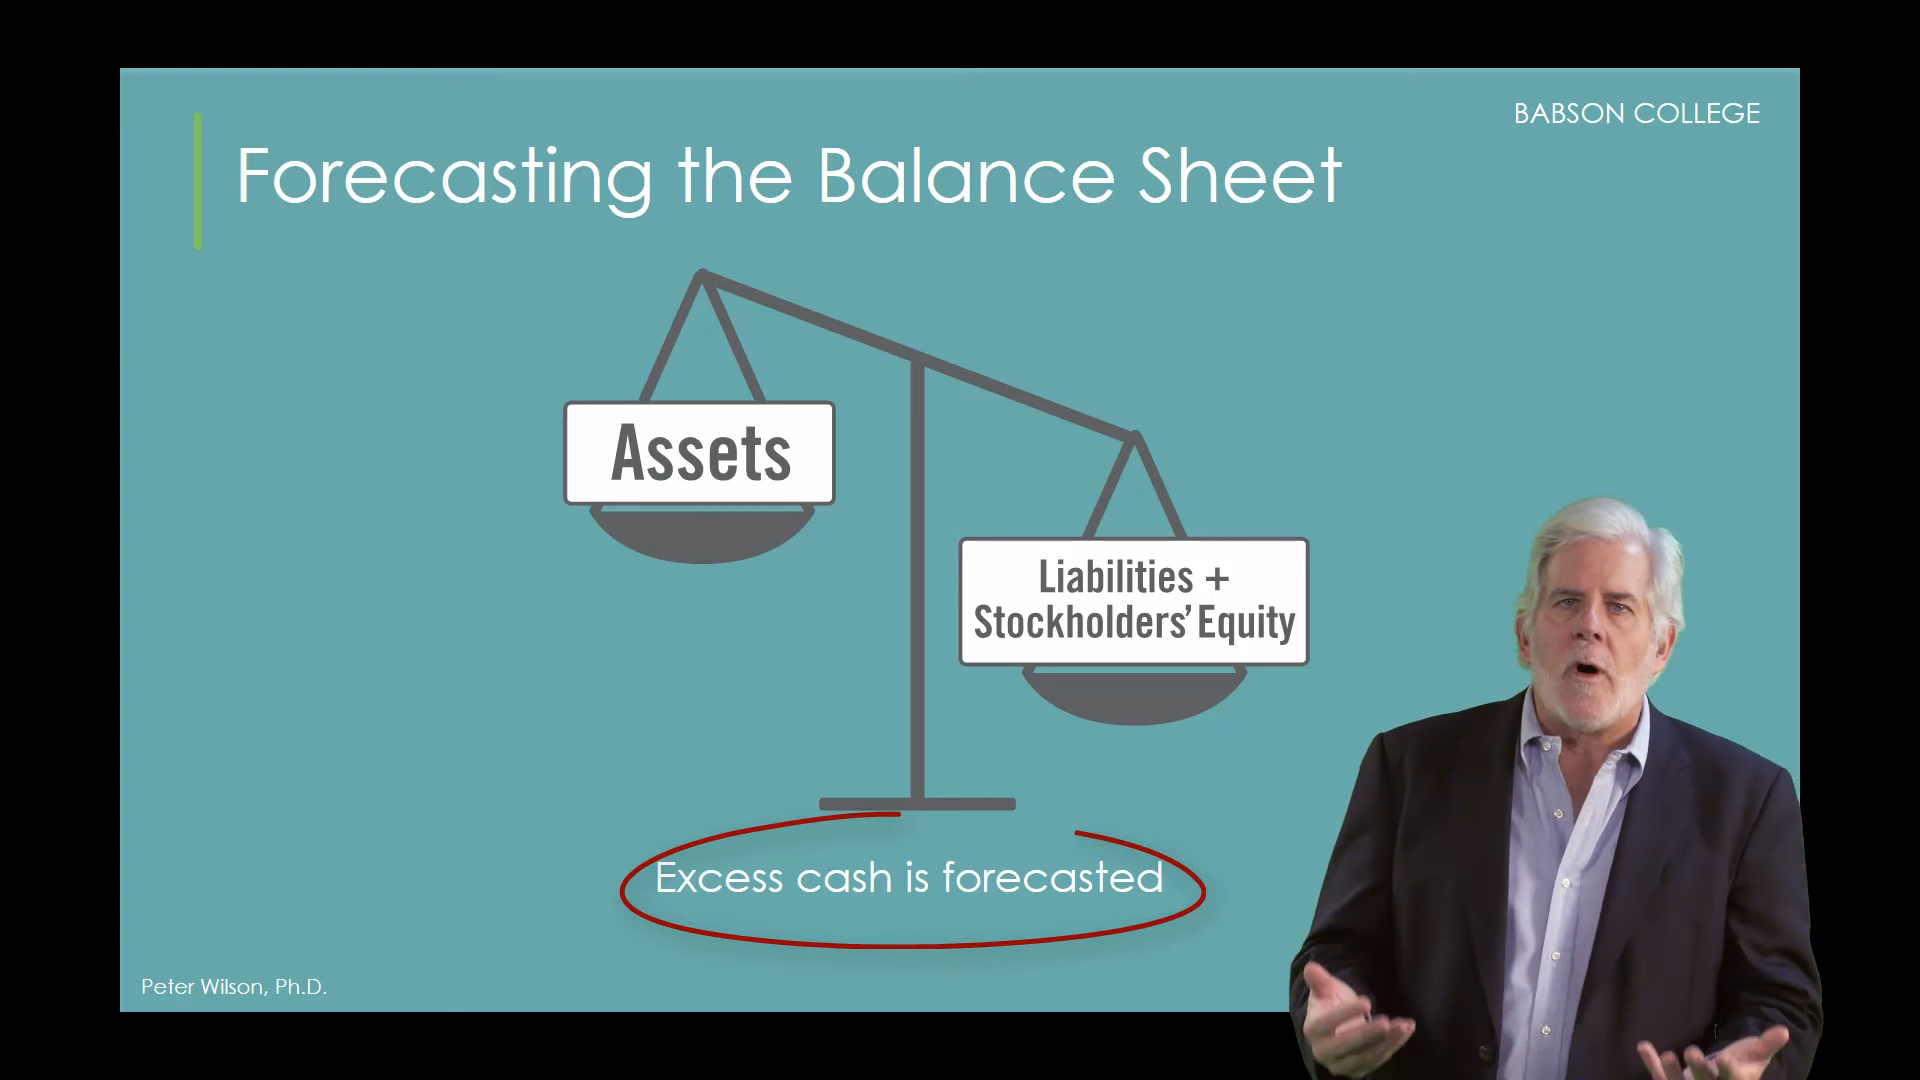 BABSON COLLEGE
Forecasting the Balance Sheet
Assets
Liabilities +
Stockholders’ Equity
Excess cash is forecasted
Peter Wilson, Ph.D.